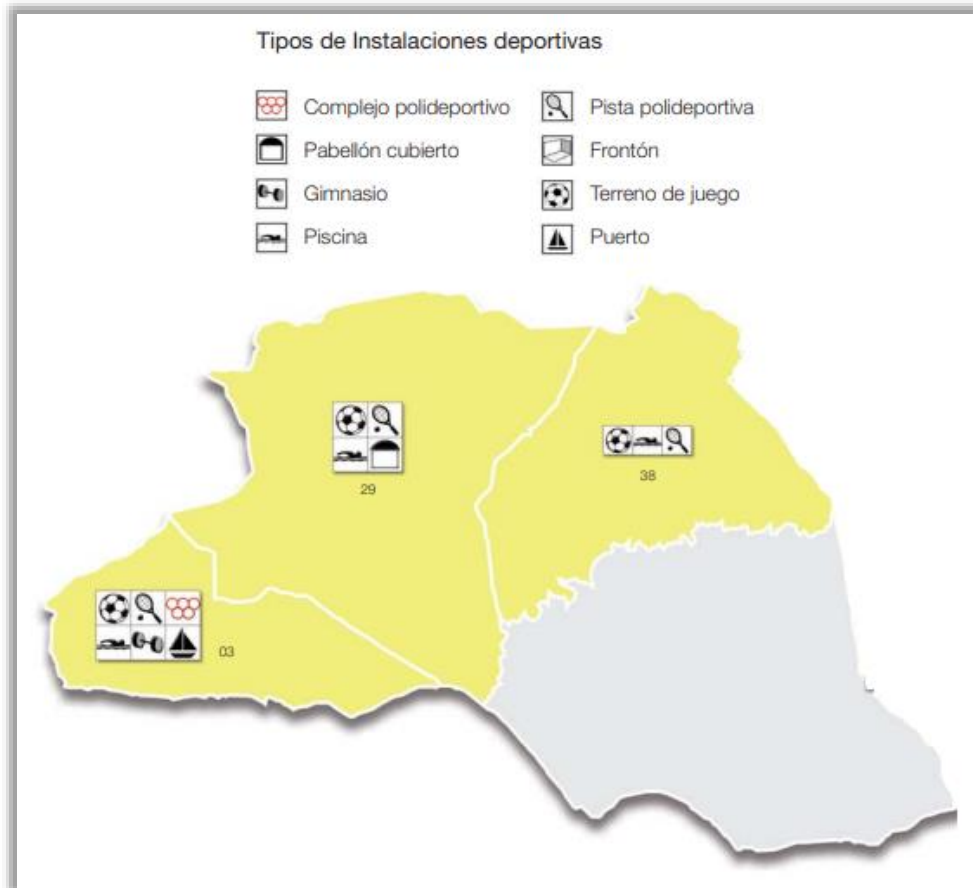 Tipos de Instalaciones deportivas
Complejo polideportivo
Pista polideportiva
Pabellón cubierto
Frontón
Gimnasio
Terreno de juego
Piscina
Puerto
29
38
03